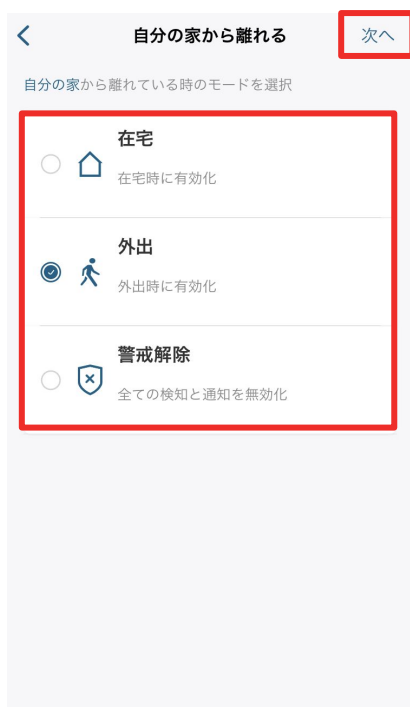 自分の家から離れる
次へ
自分の家から離れている時のモードを選択
在宅
在宅時に有効化
外出
外出時に有効化
警戒解除
全ての検知と通知を無効化